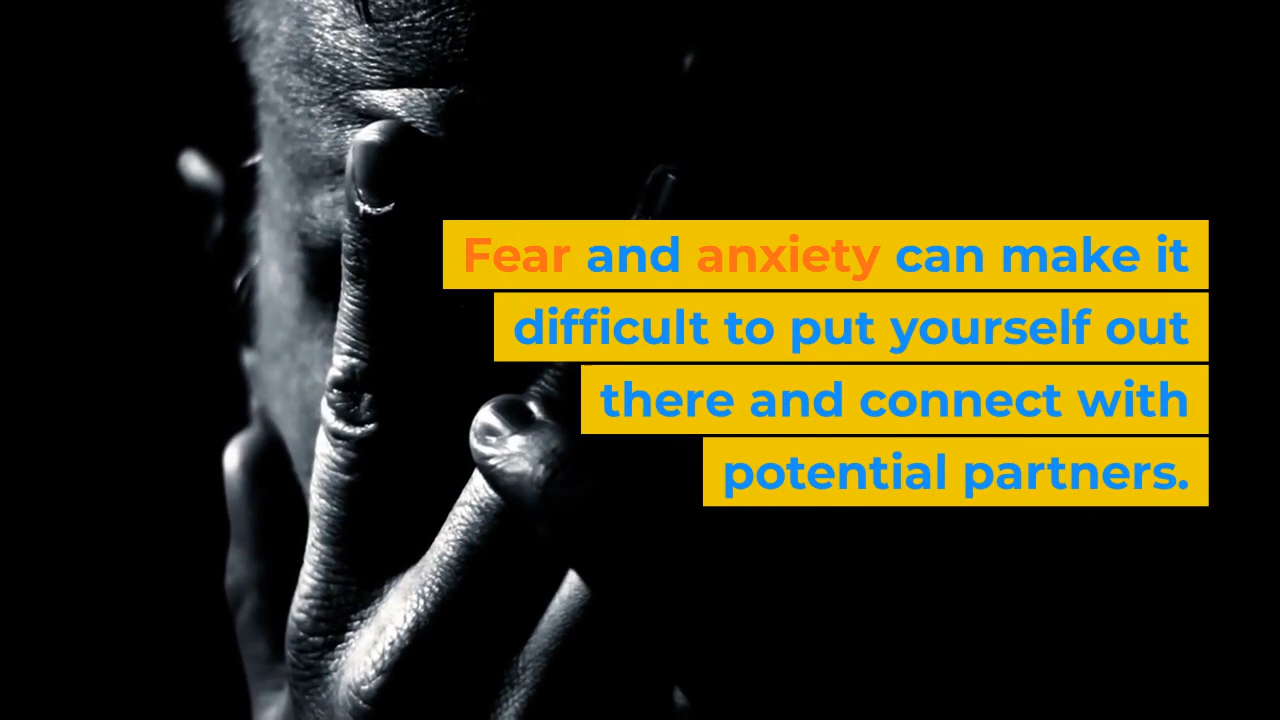 Fear and anxiety can make it
difficult to put yourself out
there and connect with
potential partners.